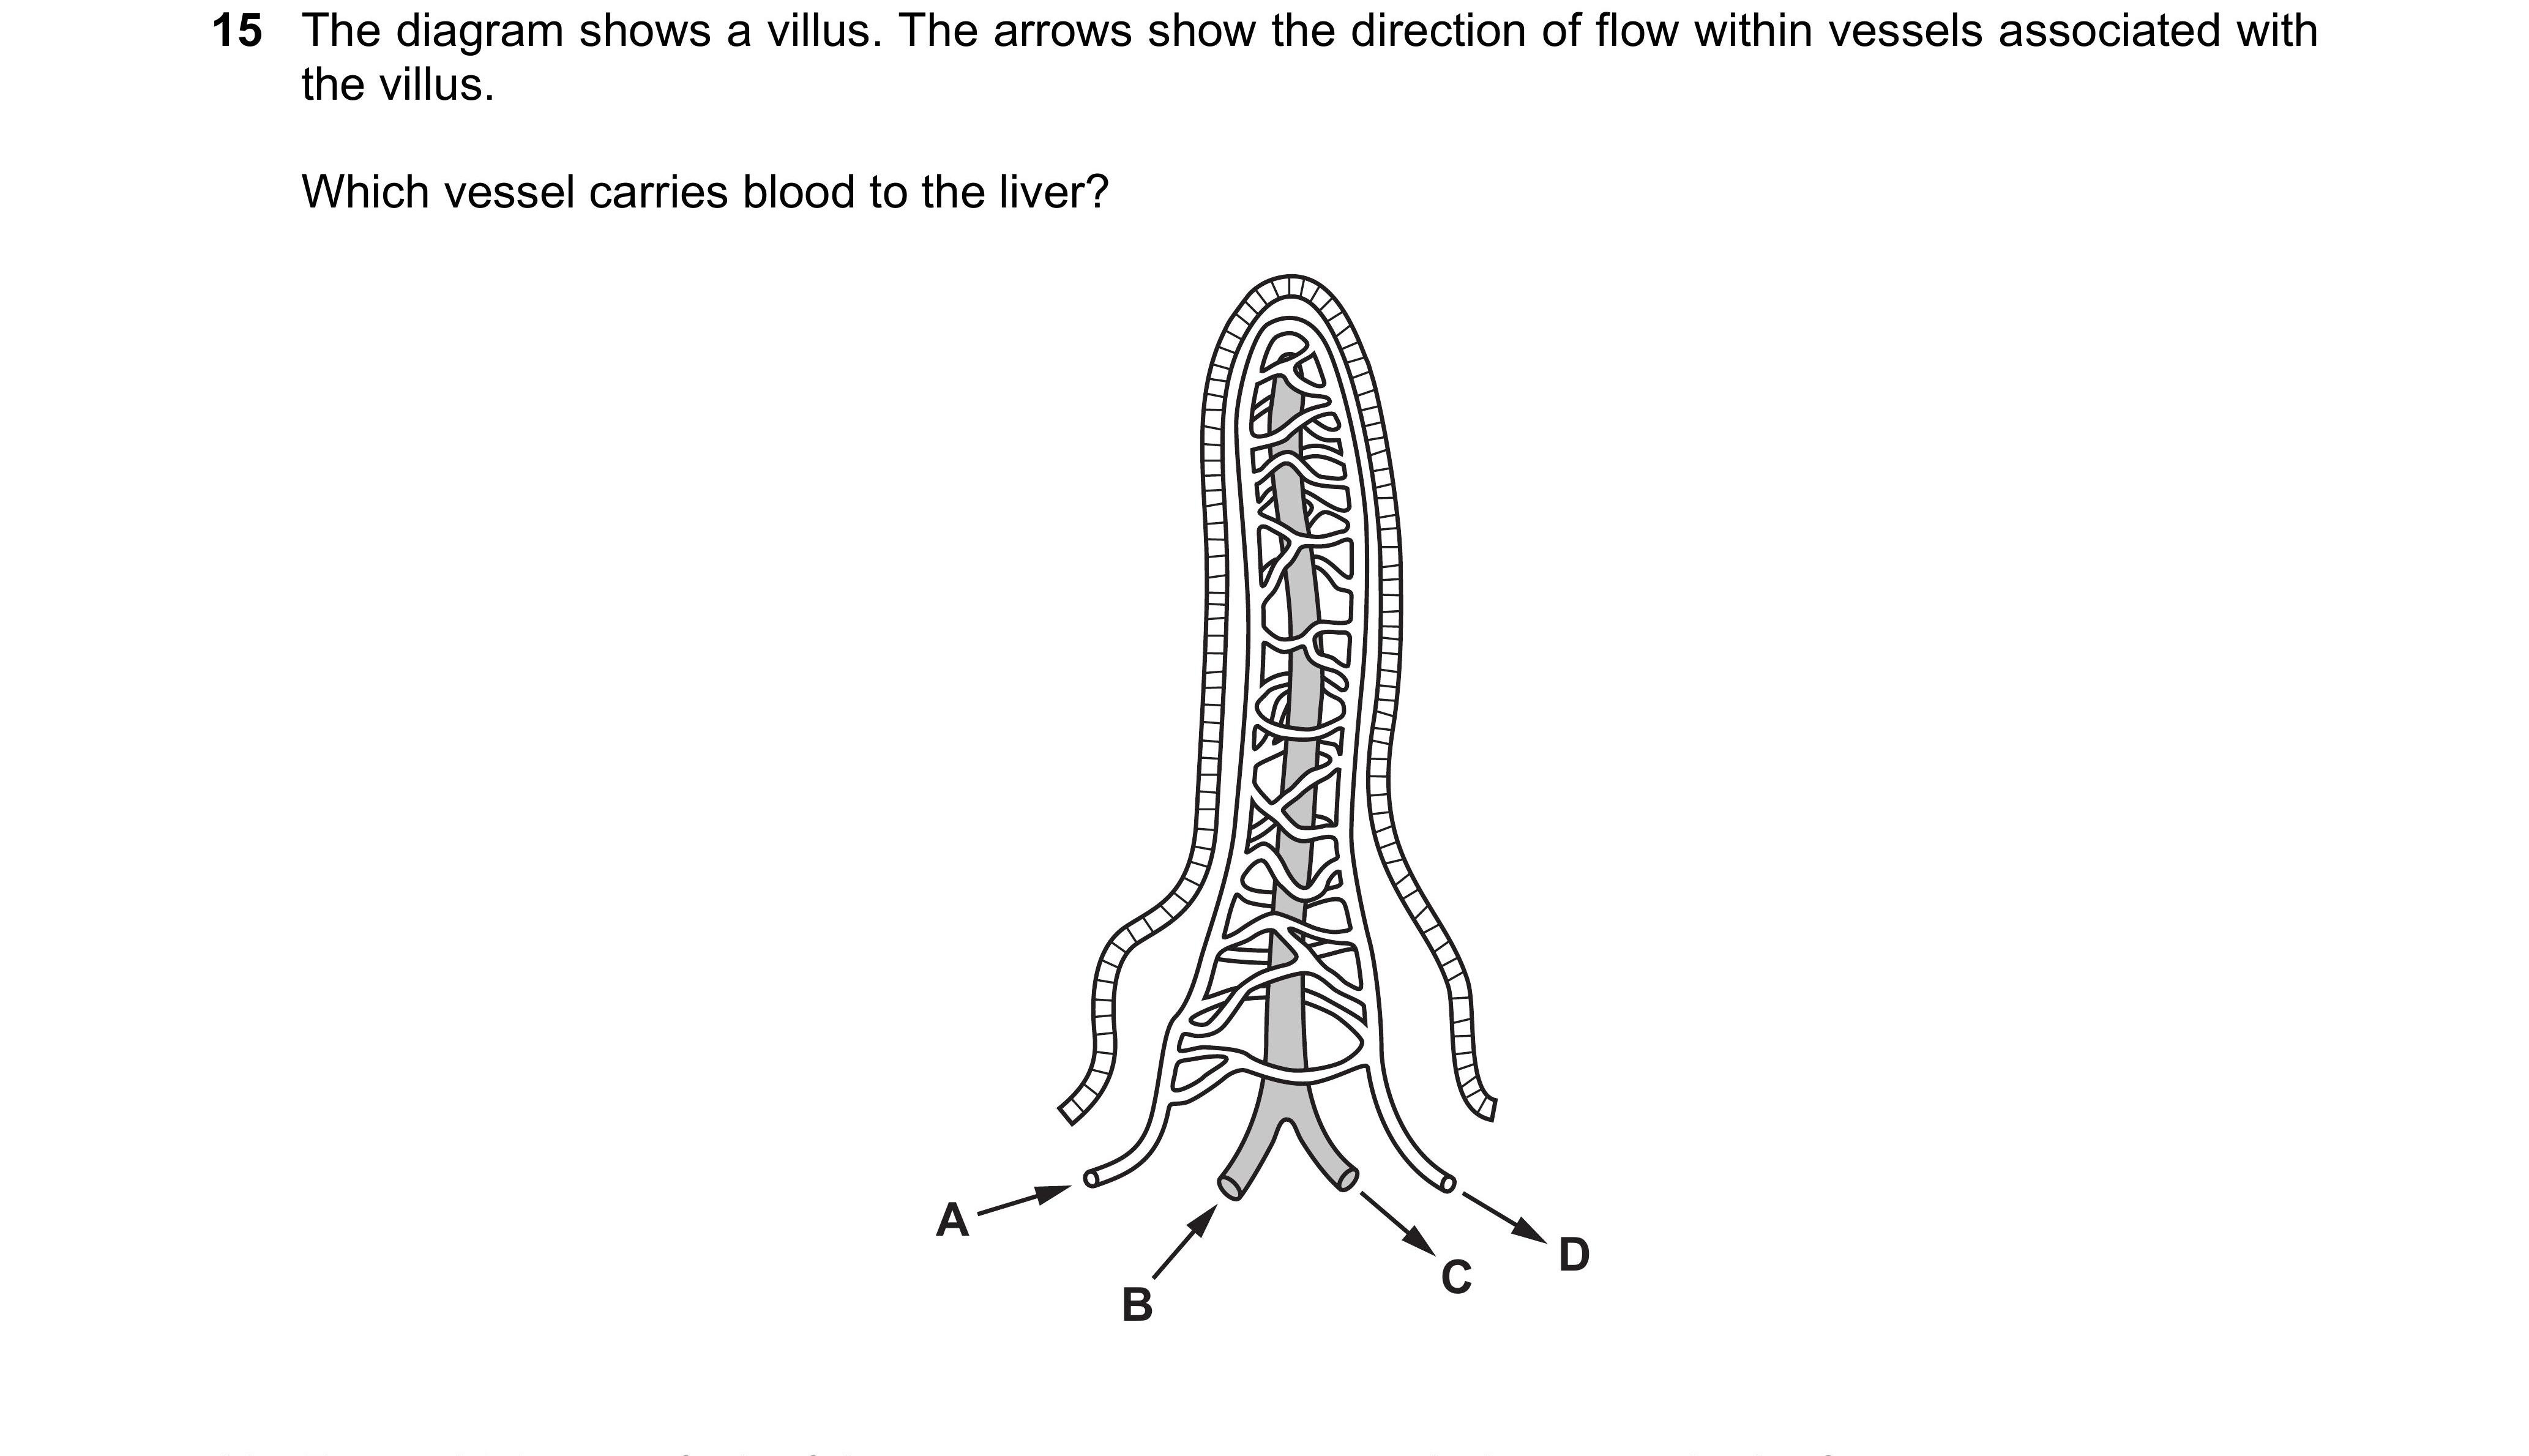 15 The diagram shows a villus. The arrows show the direction of flow within vessels associated with
the villus.
Which vessel carries blood to the liver?
A
B
C
D